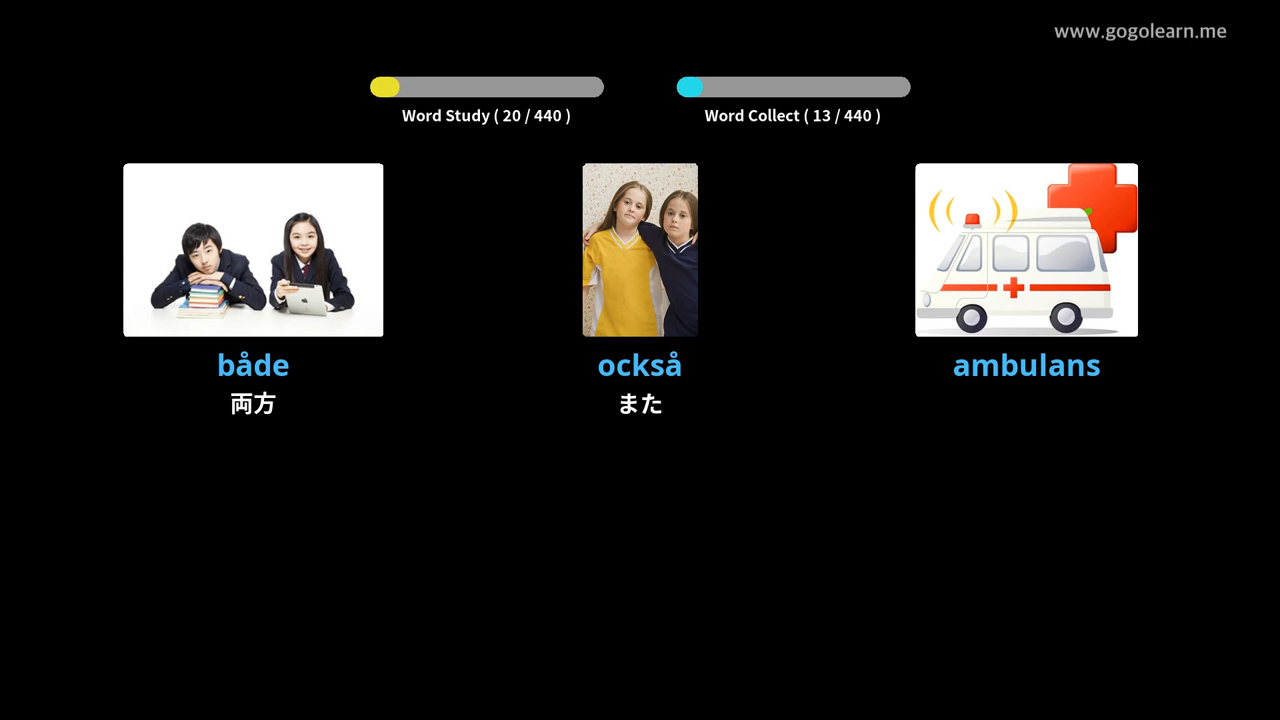 www.gogolearn.me
Word Study ( 20 / 440 )
Word Collect ( 13 / 440 )
både
両方
också
また
ambulans